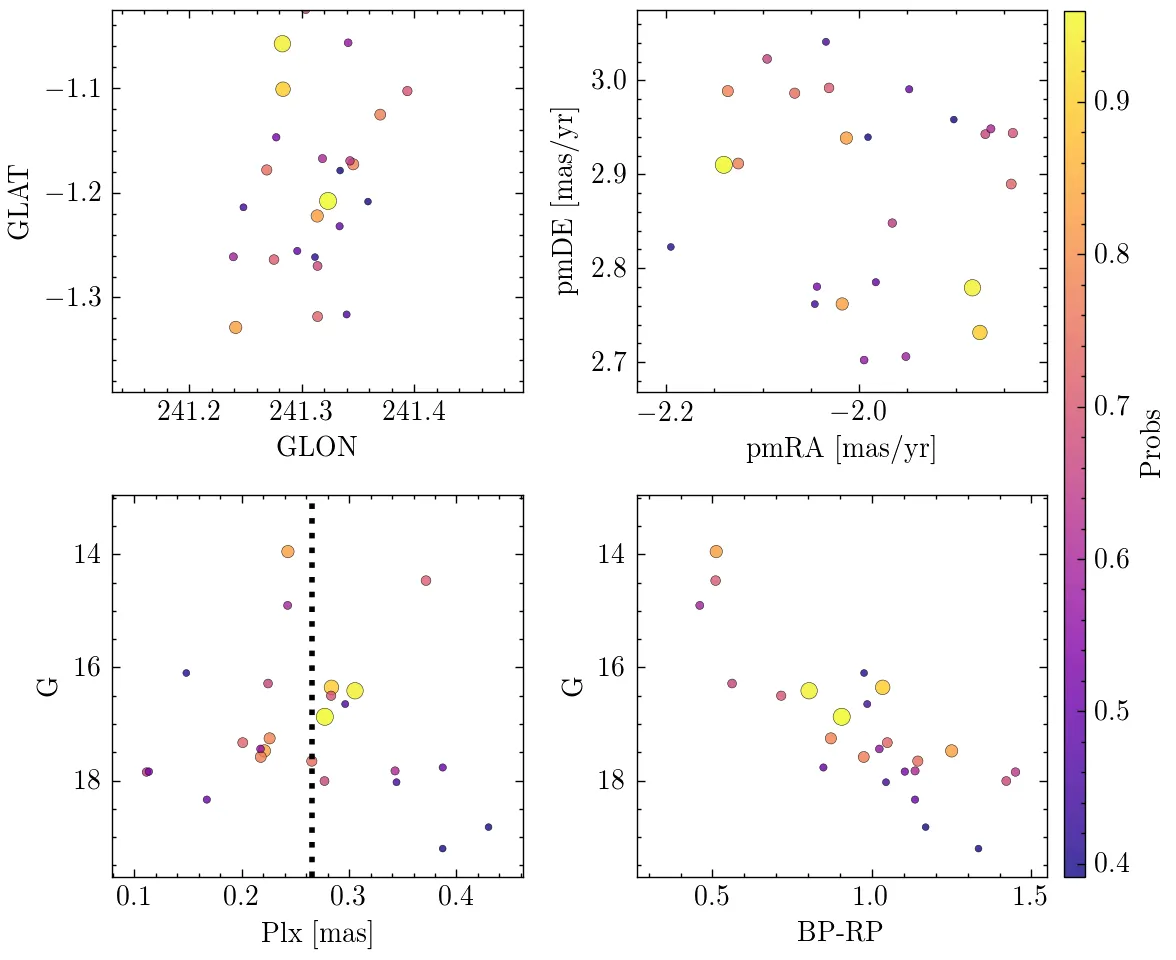 −1.1
−1.2
−1.3
GLAT
241.2 241.3 241.4
GLON
3.0
2.9
2.8
2.7
pmDE [mas/yr]
−2.2 −2.0
pmRA [mas/yr]
0.9
0.8
0.7
0.6
0.5
0.4
Probs
14
16
18
G
0.1 0.2 0.3 0.4
Plx [mas]
14
16
18
G
0.5 1.0 1.5
BP-RP